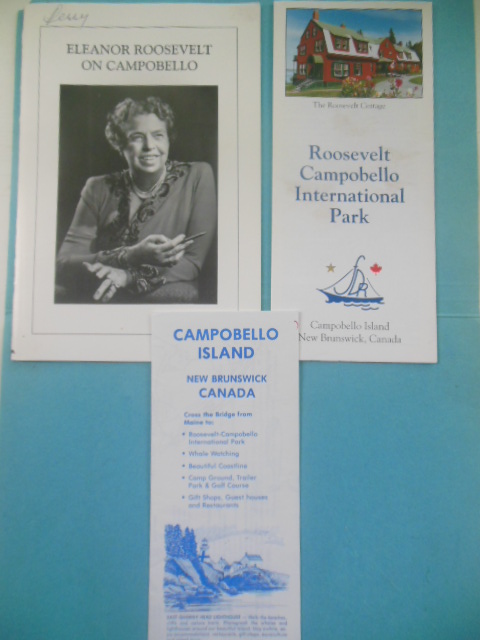 Perry
ELEANOR ROOSEVELT
ON CAMPOBELLO
The Roosevelt Cottage
Roosevelt
Campobello
International
Park
Campobello Island
New Brunswick, Canada
CAMPOBELLO
ISLAND
NEW BRUNSWICK
CANADA
Cross the Bridge from
Maine to:
• Roosevelt-Campobello
International Park
• Whale Watching
• Beautiful Coastline
• Camp Ground, Trailer
Park & Golf Course
• Gift Shops, Guest houses
and Restaurants